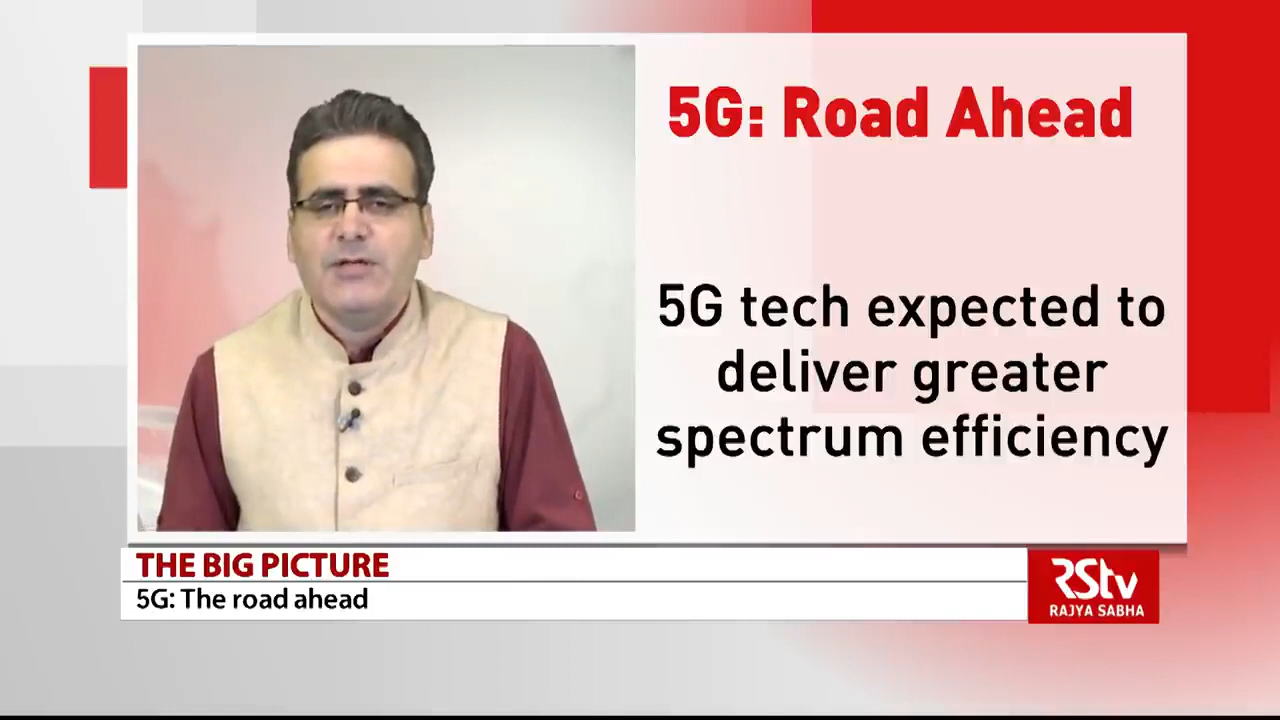 5G: Road Ahead
5G tech expected to
deliver greater
spectrum efficiency
THE BIG PICTURE
5G: The road ahead
RStv
RAJYA SABHA